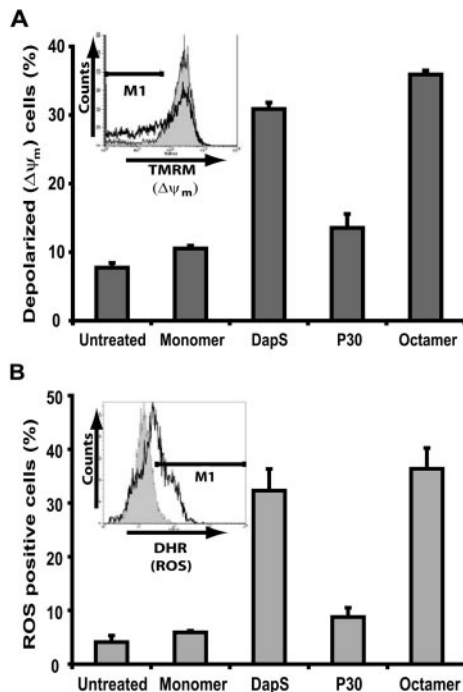 A
Depolarized (Δψm) cells (%)
40
30
20
10
0
Counts
M1
TMRM
(Δψm)
Untreated Monomer DapS P30 Octamer
B
ROS positive cells (%)
50
40
30
20
10
0
Counts
M1
DHR
(ROS)
Untreated Monomer DapS P30 Octamer